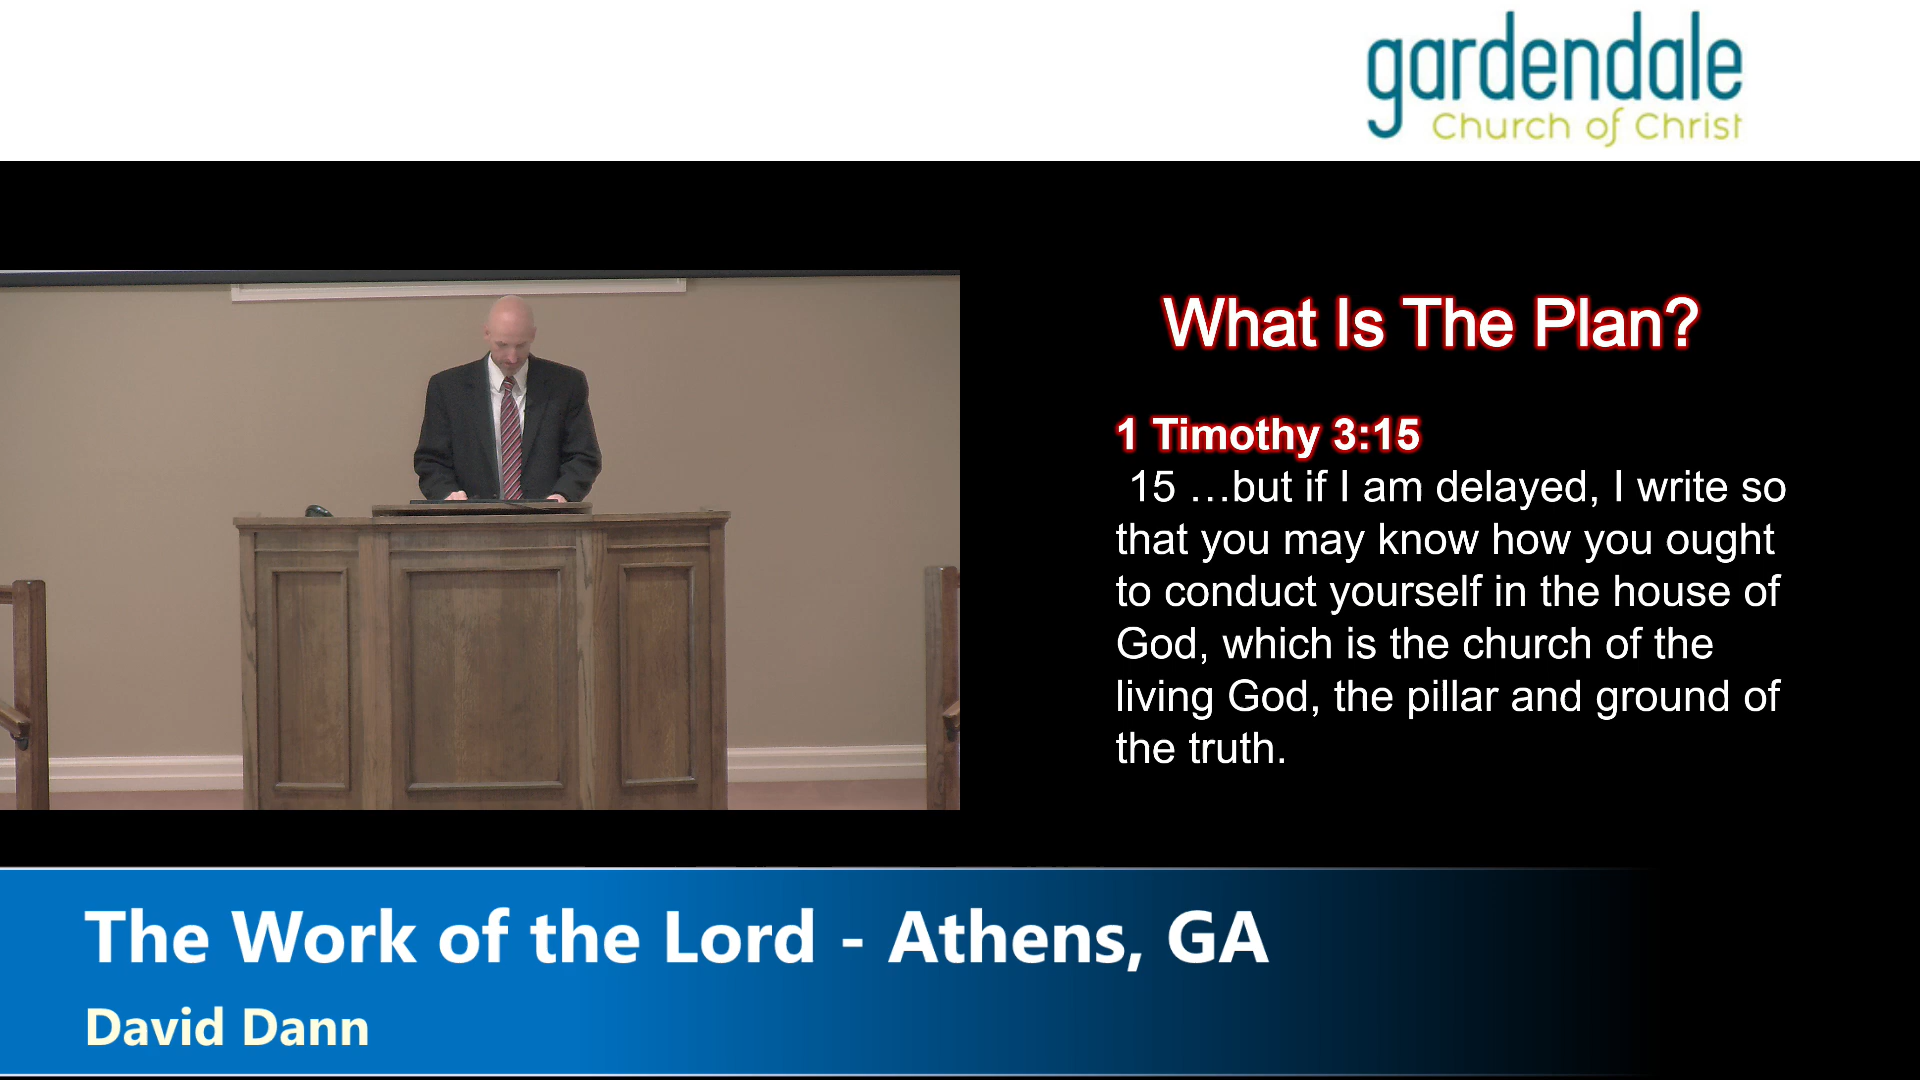 gardendale
Church of Christ
What Is The Plan?
1 Timothy 3:15
15 …but if I am delayed, I write so
that you may know how you ought
to conduct yourself in the house of
God, which is the church of the
living God, the pillar and ground of
the truth.
The Work of the Lord - Athens, GA
David Dann